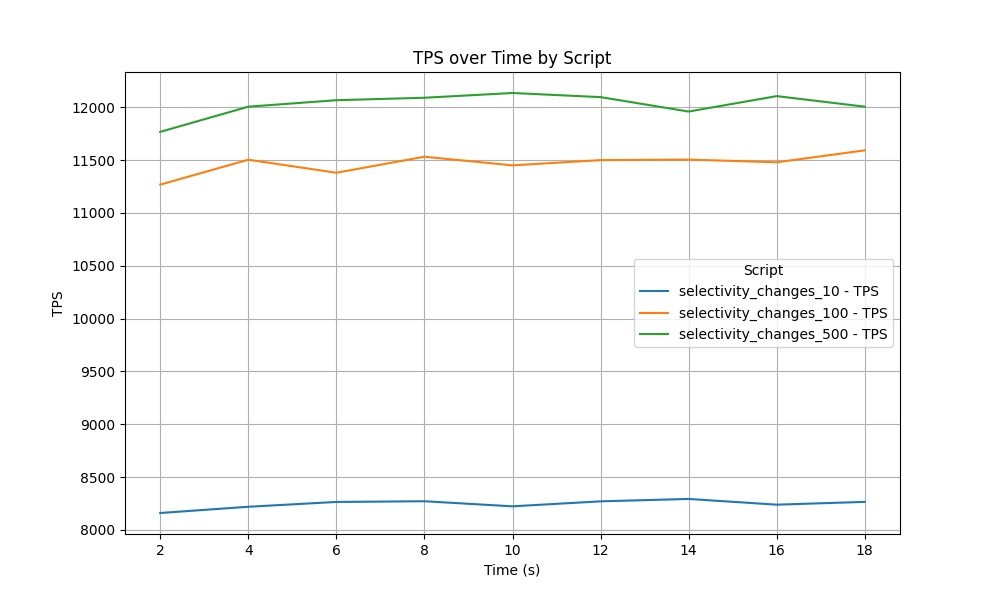 TPS over Time by Script
TPS
12000
11500
11000
10500
10000
9500
9000
8500
8000
Script
selectivity_changes_10 - TPS
selectivity_changes_100 - TPS
selectivity_changes_500 - TPS
2 4 6 8 10 12 14 16 18
Time (s)